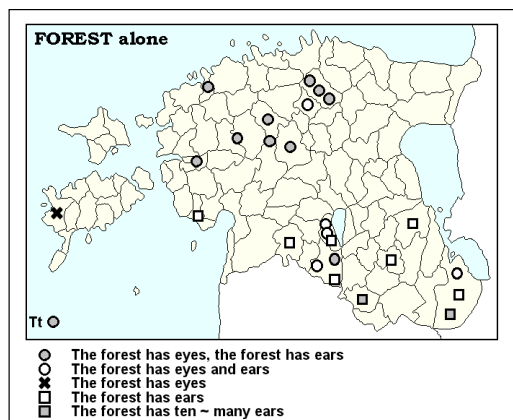 FOREST alone
Tt
The forest has eyes, the forest has ears
The forest has eyes and ears
The forest has eyes
The forest has ears
The forest has ten ~ many ears